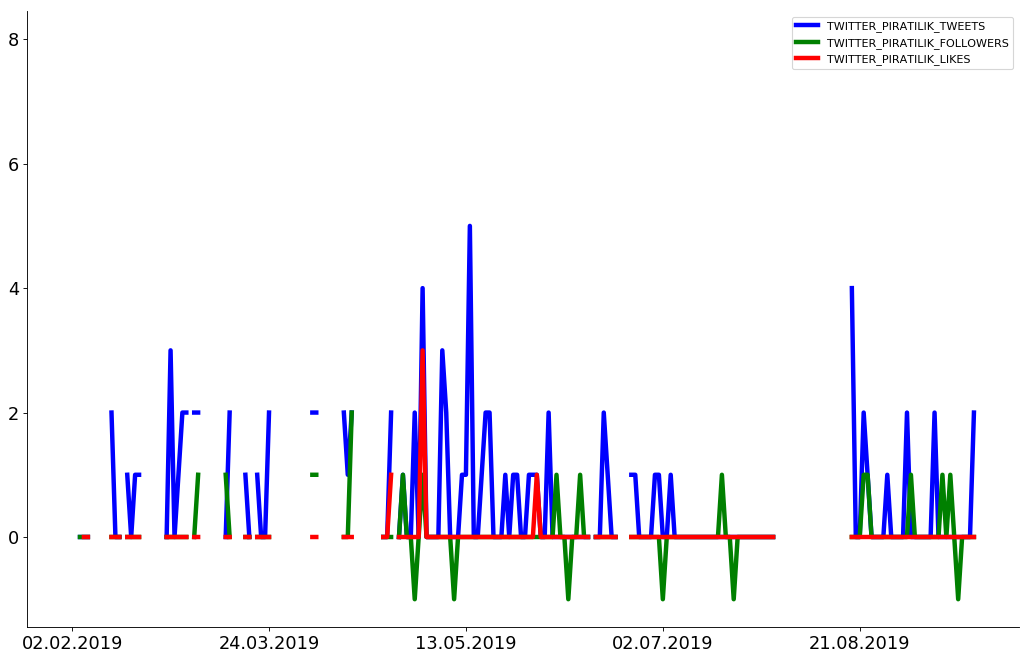 TWITTER_PIRATILIK_TWEETS
TWITTER_PIRATILIK_FOLLOWERS
TWITTER_PIRATILIK_LIKES
8
6
4
2
0
02.02.2019 24.03.2019 13.05.2019 02.07.2019 21.08.2019